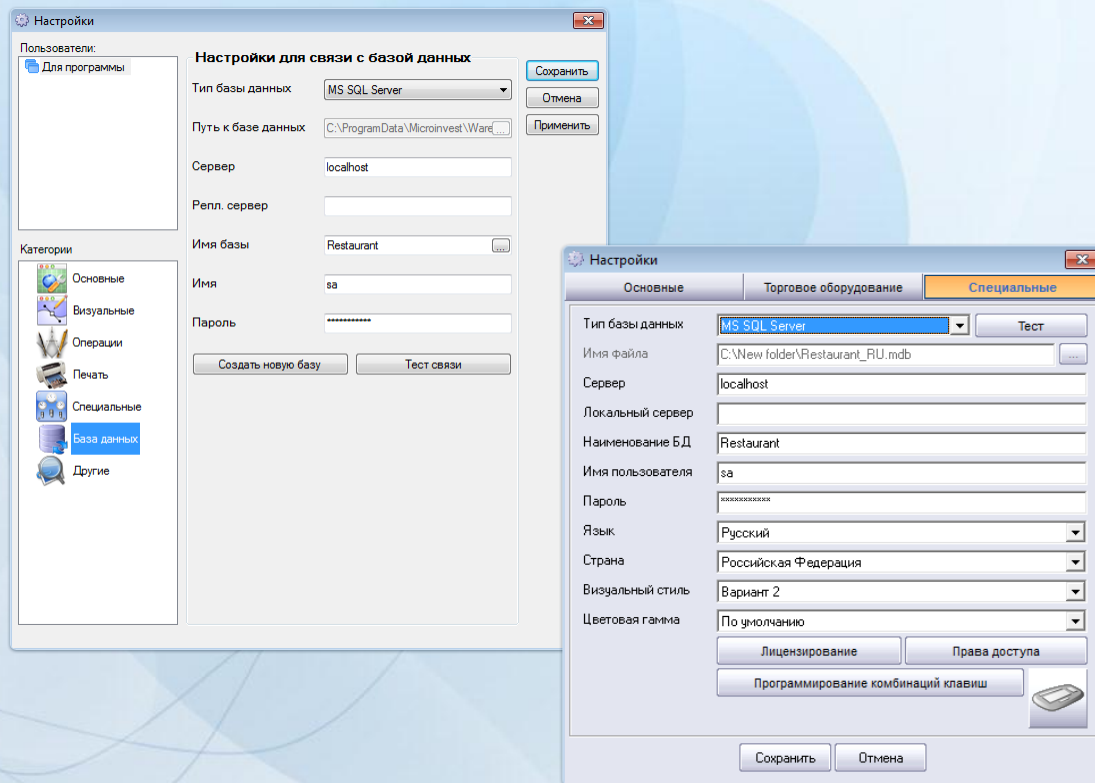 Настройки
Пользователи:
Для программы
Категории
Основные
Визуальные
Операции
Печать
Специальные
База данных
Другие
Настройки для связи с базой данных
Тип базы данных MS SQL Server
Путь к базе данных C:\ProgramData\Microinvest\Ware ...
Сервер localhost
Репл. сервер
Имя базы Restaurant ...
Имя sa
Пароль ***********
Создать новую базу Тест связи
Сохранить
Отмена
Применить
Настройки
Основные Торговое оборудование Специальные
Тип базы данных MS SQL Server Тест
Имя файла C:\New folder\Restaurant_RU.mdb ...
Сервер localhost
Локальный сервер
Наименование БД Restaurant
Имя пользователя sa
Пароль ***********
Язык Русский
Страна Российская Федерация
Визуальный стиль Вариант 2
Цветовая гамма По умолчанию
Лицензирование Права доступа
Программирование комбинаций клавиш
Сохранить Отмена